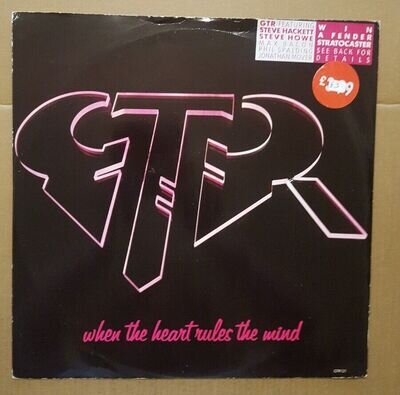 GTR FEATURING
STEVE HACKETT
STEVE HOWE
MAX BACON
PHIL SPALDING
JONATHAN MOVER
WIN
A FENDER
STRATOCASTER
SEE BACK FOR
DETAILS
GTR
when the heart rules the mind